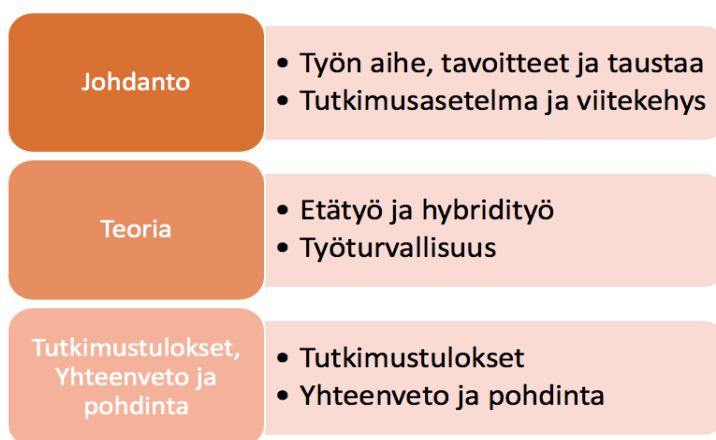 Johdanto
• Työn aihe, tavoitteet ja taustaa
• Tutkimusasetelma ja viitekehys
Teoria
• Etätyö ja hybridityö
• Työturvallisuus
Tutkimustulokset,
Yhteenveto ja
pohdinta
• Tutkimustulokset
• Yhteenveto ja pohdinta